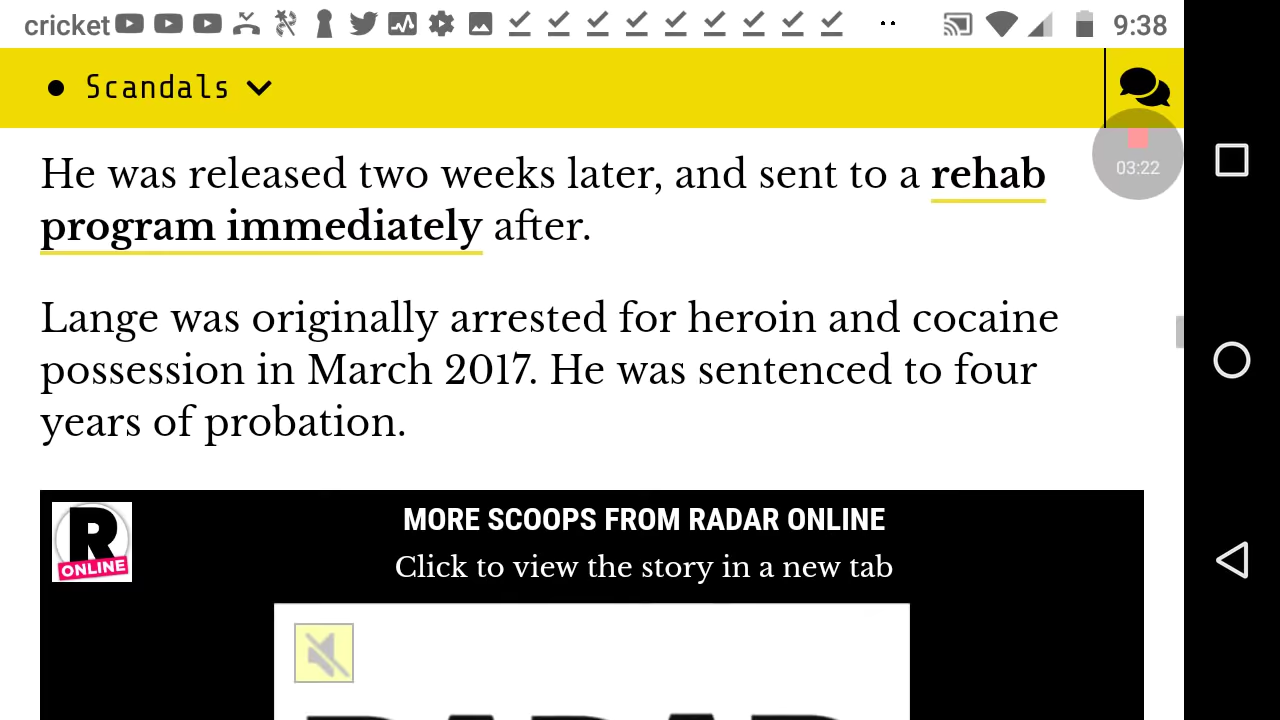 cricket 9:38
Scandals
03:22
He was released two weeks later, and sent to a rehab
program immediately after.
Lange was originally arrested for heroin and cocaine
possession in March 2017. He was sentenced to four
years of probation.
R
ONLINE
MORE SCOOPS FROM RADAR ONLINE
Click to view the story in a new tab